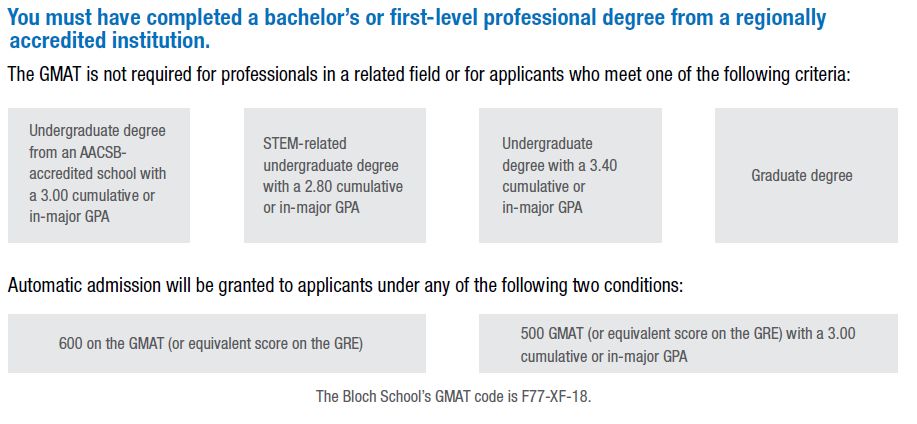 You must have completed a bachelor’s or first-level professional degree from a regionally
accredited institution.
The GMAT is not required for professionals in a related field or for applicants who meet one of the following criteria:
Undergraduate degree
from an AACSB-
accredited school with
a 3.00 cumulative or
in-major GPA
STEM-related
undergraduate degree
with a 2.80 cumulative
or in-major GPA
Undergraduate
degree with a 3.40
cumulative or
in-major GPA
Graduate degree
Automatic admission will be granted to applicants under any of the following two conditions:
600 on the GMAT (or equivalent score on the GRE)
500 GMAT (or equivalent score on the GRE) with a 3.00
cumulative or in-major GPA
The Bloch School’s GMAT code is F77-XF-18.